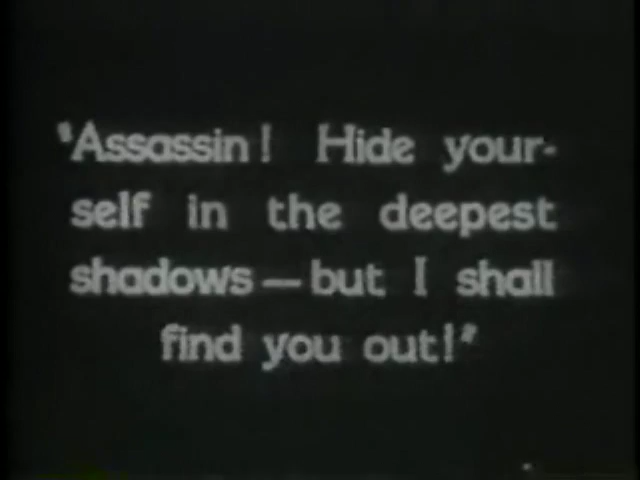 "Assassin! Hide your-
self in the deepest
shadows—but I shall
find you out!"